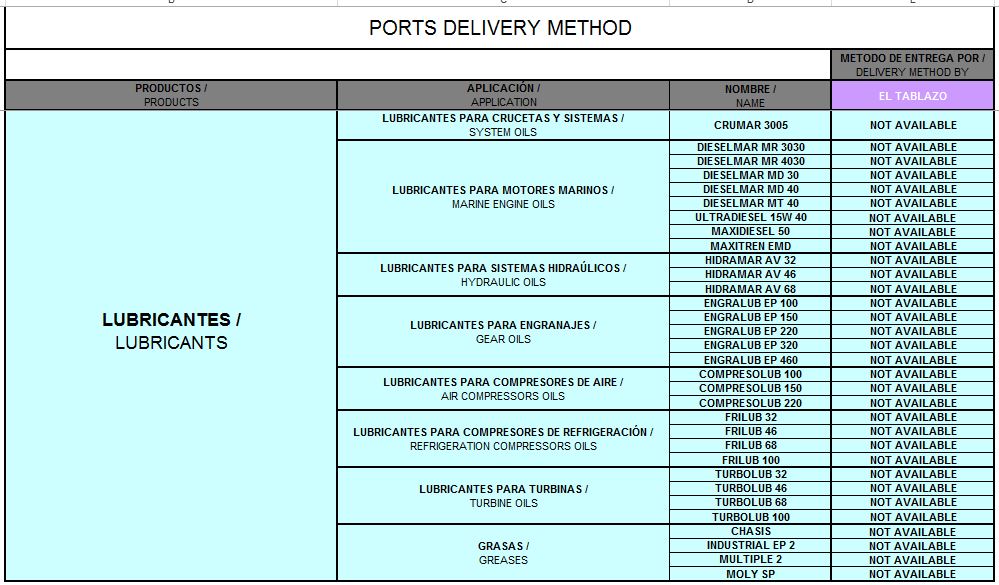 PORTS DELIVERY METHOD
METODO DE ENTREGA POR /
DELIVERY METHOD BY
PRODUCTOS /
PRODUCTS
APLICACIÓN /
APPLICATION
NOMBRE /
NAME
EL TABLAZO
LUBRICANTES /
LUBRICANTS
LUBRICANTES PARA CRUCETAS Y SISTEMAS /
SYSTEM OILS
CRUMAR 3005 NOT AVAILABLE
LUBRICANTES PARA MOTORES MARINOS /
MARINE ENGINE OILS
DIESELMAR MR 3030 NOT AVAILABLE
DIESELMAR MR 4030 NOT AVAILABLE
DIESELMAR MD 30 NOT AVAILABLE
DIESELMAR MD 40 NOT AVAILABLE
DIESELMAR MT 40 NOT AVAILABLE
ULTRADIESEL 15W 40 NOT AVAILABLE
MAXIDIESEL 50 NOT AVAILABLE
MAXITREN EMD NOT AVAILABLE
LUBRICANTES PARA SISTEMAS HIDRAÚLICOS /
HYDRAULIC OILS
HIDRAMAR AV 32 NOT AVAILABLE
HIDRAMAR AV 46 NOT AVAILABLE
HIDRAMAR AV 68 NOT AVAILABLE
LUBRICANTES PARA ENGRANAJES /
GEAR OILS
ENGRALUB EP 100 NOT AVAILABLE
ENGRALUB EP 150 NOT AVAILABLE
ENGRALUB EP 220 NOT AVAILABLE
ENGRALUB EP 320 NOT AVAILABLE
ENGRALUB EP 460 NOT AVAILABLE
LUBRICANTES PARA COMPRESORES DE AIRE /
AIR COMPRESSORS OILS
COMPRESOLUB 100 NOT AVAILABLE
COMPRESOLUB 150 NOT AVAILABLE
COMPRESOLUB 220 NOT AVAILABLE
LUBRICANTES PARA COMPRESORES DE REFRIGERACIÓN /
REFRIGERATION COMPRESSORS OILS
FRILUB 32 NOT AVAILABLE
FRILUB 46 NOT AVAILABLE
FRILUB 68 NOT AVAILABLE
FRILUB 100 NOT AVAILABLE
LUBRICANTES PARA TURBINAS /
TURBINE OILS
TURBOLUB 32 NOT AVAILABLE
TURBOLUB 46 NOT AVAILABLE
TURBOLUB 68 NOT AVAILABLE
TURBOLUB 100 NOT AVAILABLE
GRASAS /
GREASES
CHASIS NOT AVAILABLE
INDUSTRIAL EP 2 NOT AVAILABLE
MULTIPLE 2 NOT AVAILABLE
MOLY SP NOT AVAILABLE